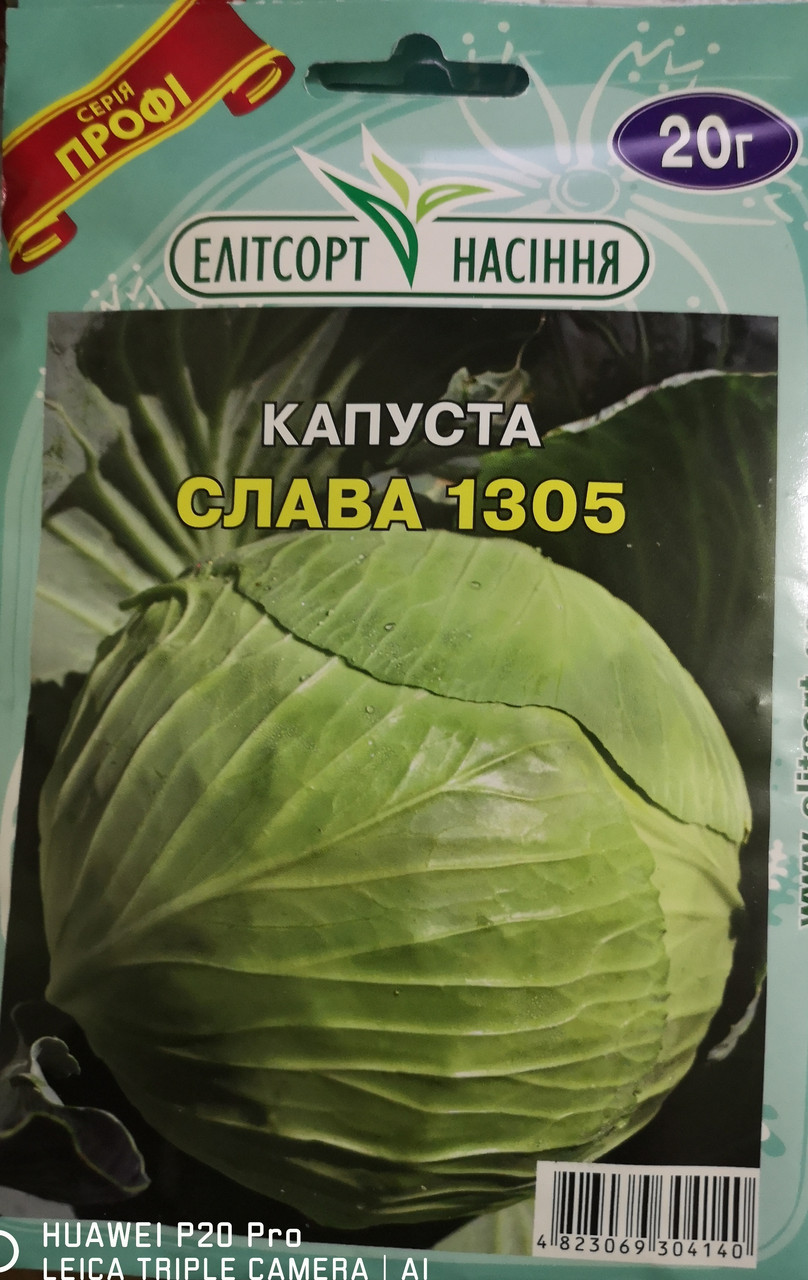 СЕРІЯ
ПРОФІ
20г
ЕЛІТСОРТ НАСІННЯ
КАПУСТА
СЛАВА 1305
4 823069 304140
HUAWEI P20 Pro
LEICA TRIPLE CAMERA | AI